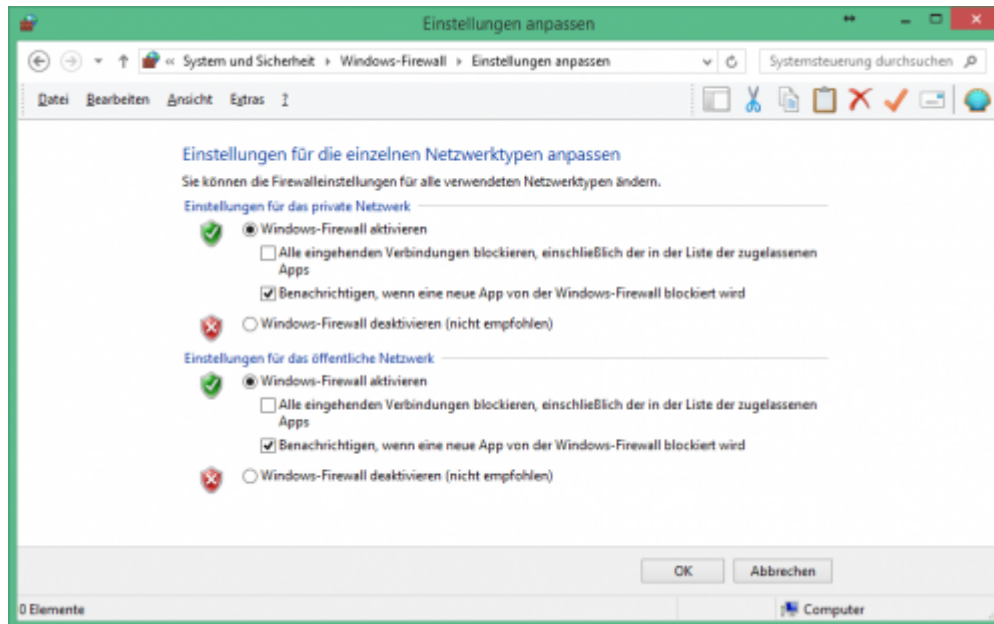 Einstellungen anpassen
« System und Sicherheit › Windows-Firewall › Einstellungen anpassen
Systemsteuerung durchsuchen
Datei Bearbeiten Ansicht Extras ?
Einstellungen für die einzelnen Netzwerktypen anpassen
Sie können die Firewalleinstellungen für alle verwendeten Netzwerktypen ändern.
Einstellungen für das private Netzwerk
Windows-Firewall aktivieren
Alle eingehenden Verbindungen blockieren, einschließlich der in der Liste der zugelassenen
Apps
Benachrichtigen, wenn eine neue App von der Windows-Firewall blockiert wird
Windows-Firewall deaktivieren (nicht empfohlen)
Einstellungen für das öffentliche Netzwerk
Windows-Firewall aktivieren
Alle eingehenden Verbindungen blockieren, einschließlich der in der Liste der zugelassenen
Apps
Benachrichtigen, wenn eine neue App von der Windows-Firewall blockiert wird
Windows-Firewall deaktivieren (nicht empfohlen)
OK Abbrechen
0 Elemente Computer